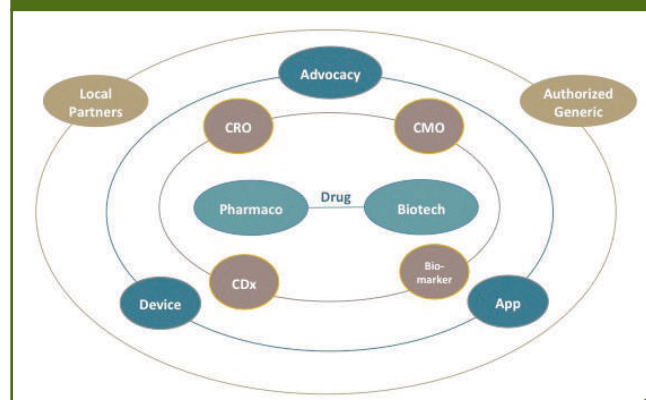 Advocacy
Local
Partners
Authorized
Generic
CRO
CMO
Drug
Pharmaco
Biotech
CDx
Bio-
marker
Device
App